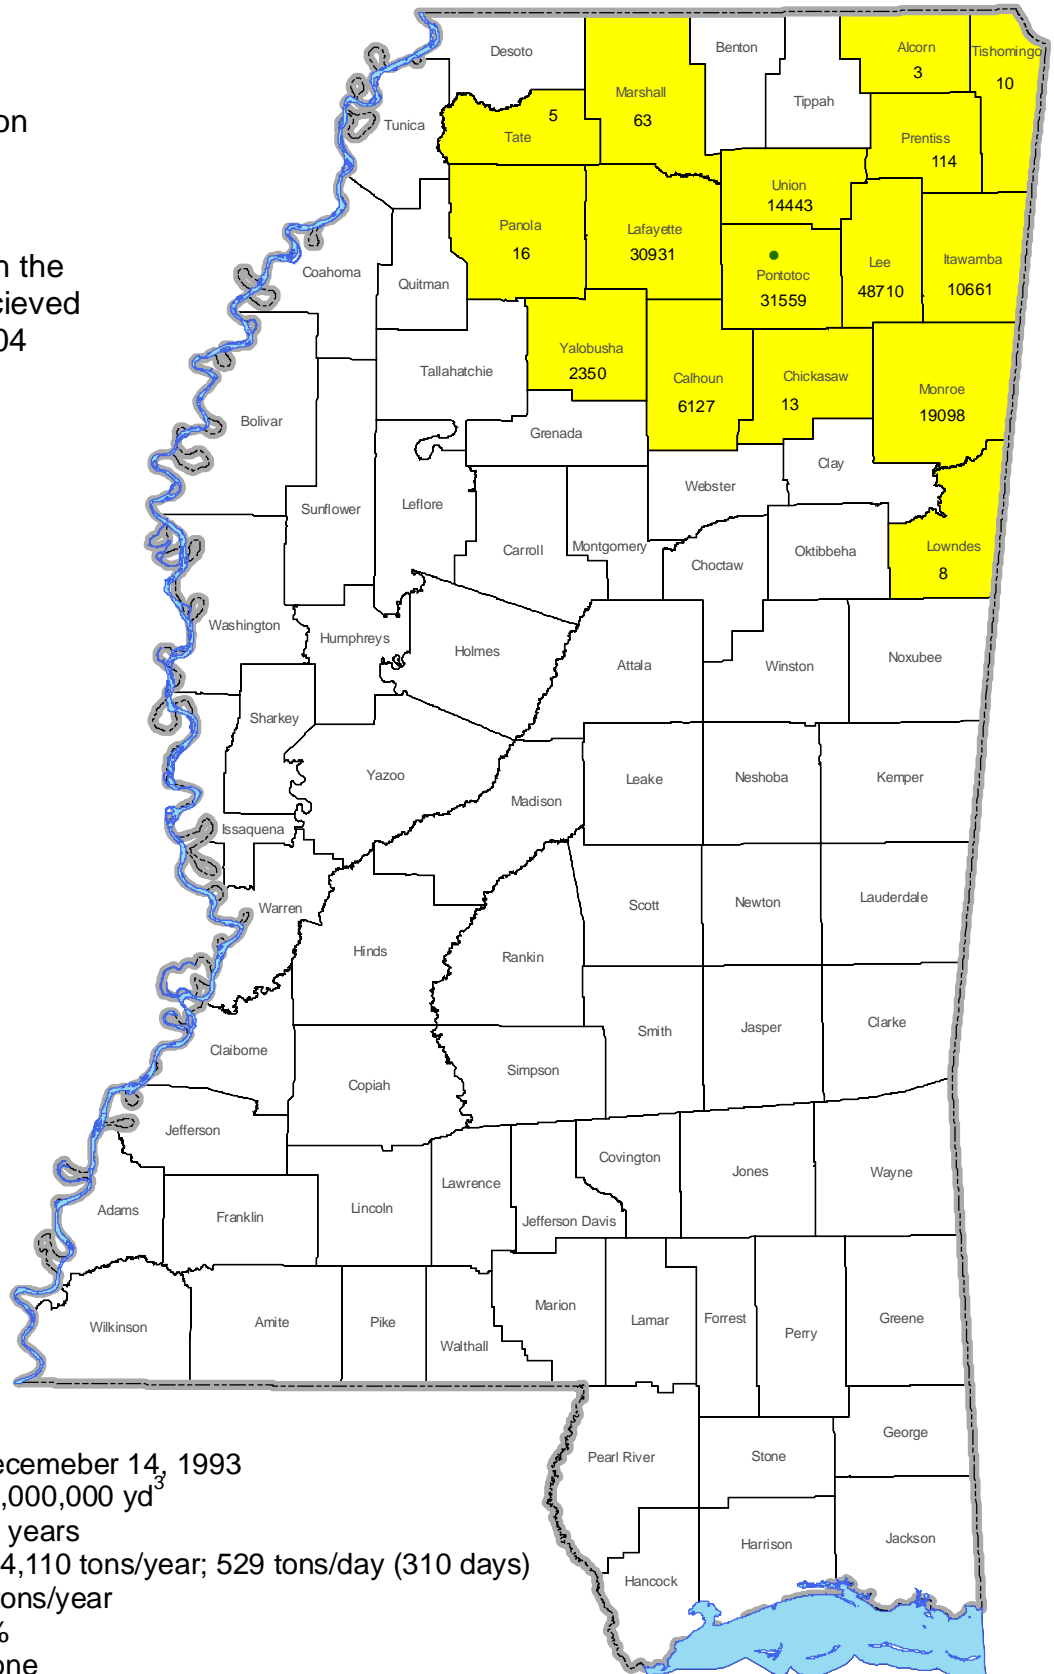 Desoto
Benton
Alcorn
3
Tishomingo
10
Marshall
63
Tippah
on
Tunica
5
Tate
Prentiss
114
Union
14443
Panola
16
Lafayette
30931
n the
Coahoma
Quitman
Pontotoc
31559
Lee
48710
Itawamba
10661
cieved
04
Yalobusha
2350
Tallahatchie
Calhoun
6127
Chickasaw
13
Monroe
19098
Bolivar
Grenada
Clay
Webster
Sunflower
Leflore
Carroll
Montgomery
Choctaw
Oktibbeha
Lowndes
8
Washington
Humphreys
Holmes
Attala
Winston
Noxubee
Sharkey
Yazoo
Madison
Leake
Neshoba
Kemper
Issaquena
Warren
Hinds
Rankin
Scott
Newton
Lauderdale
Claiborne
Copiah
Simpson
Smith
Jasper
Clarke
Jefferson
Adams
Franklin
Lincoln
Lawrence
Jefferson Davis
Covington
Jones
Wayne
Wilkinson
Amite
Pike
Walthall
Marion
Lamar
Forrest
Perry
Greene
Pearl River
Stone
George
Hancock
Harrison
Jackson
ecemeber 14, 1993
,000,000 yd³
years
4,110 tons/year; 529 tons/day (310 days)
tons/year
%
one